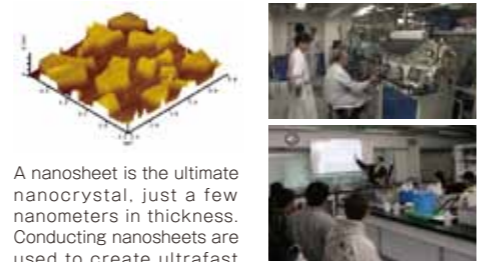 A nanosheet is the ultimate
nanocrystal, just a few
nanometers in thickness.
Conducting nanosheets are
used to create ultrafast